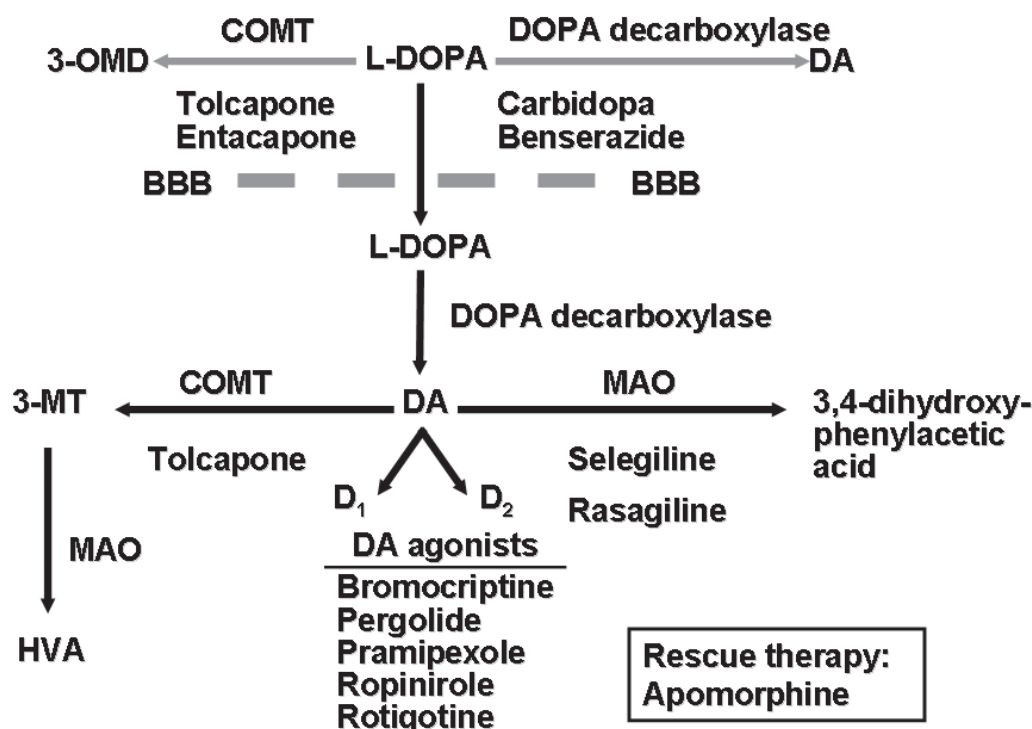 COMT
DOPA decarboxylase
3-OMD
L-DOPA
DA
Tolcapone
Entacapone
Carbidopa
Benserazide
BBB
BBB
L-DOPA
DOPA decarboxylase
COMT
MAO
3-MT
DA
3,4-dihydroxy-
phenylacetic
acid
Tolcapone
Selegiline
Rasagiline
D₁
D₂
MAO
HVA
DA agonists
Bromocriptine
Pergolide
Pramipexole
Ropinirole
Rotigotine
Rescue therapy:
Apomorphine